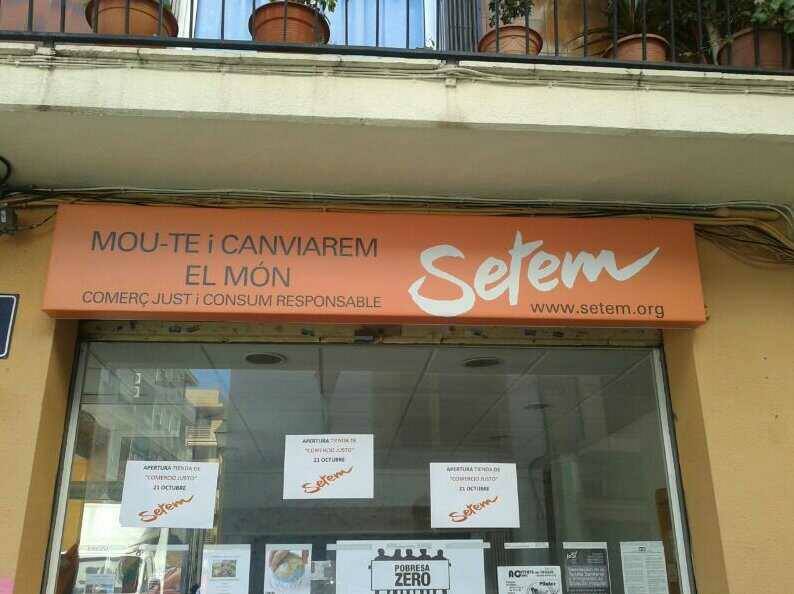 MOU-TE i CANVIAREM
EL MÓN
COMERÇ JUST i CONSUM RESPONSABLE
Setem
www.setem.org
APERTURA TIENDA DE
"COMERCIO JUSTO"
21 OCTUBRE
Setem
APERTURA TIENDA DE
"COMERCIO JUSTO"
21 OCTUBRE
Setem
APERTURA TIENDA DE
"COMERCIO JUSTO"
21 OCTUBRE
Setem
POBRESA
ZERO